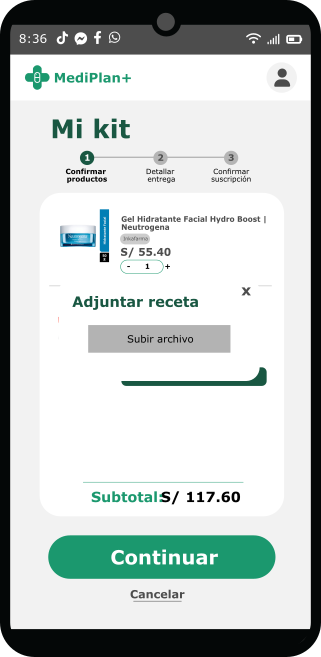 8:36
MediPlan+
Mi kit
1 2 3
Confirmar productos
Detallar entrega
Confirmar suscripción
Gel Hidratante Facial Hydro Boost |
Neutrogena
Inkafarma
S/ 55.40
- 1 +
x
Adjuntar receta
Subir archivo
Subtotal: S/ 117.60
Continuar
Cancelar